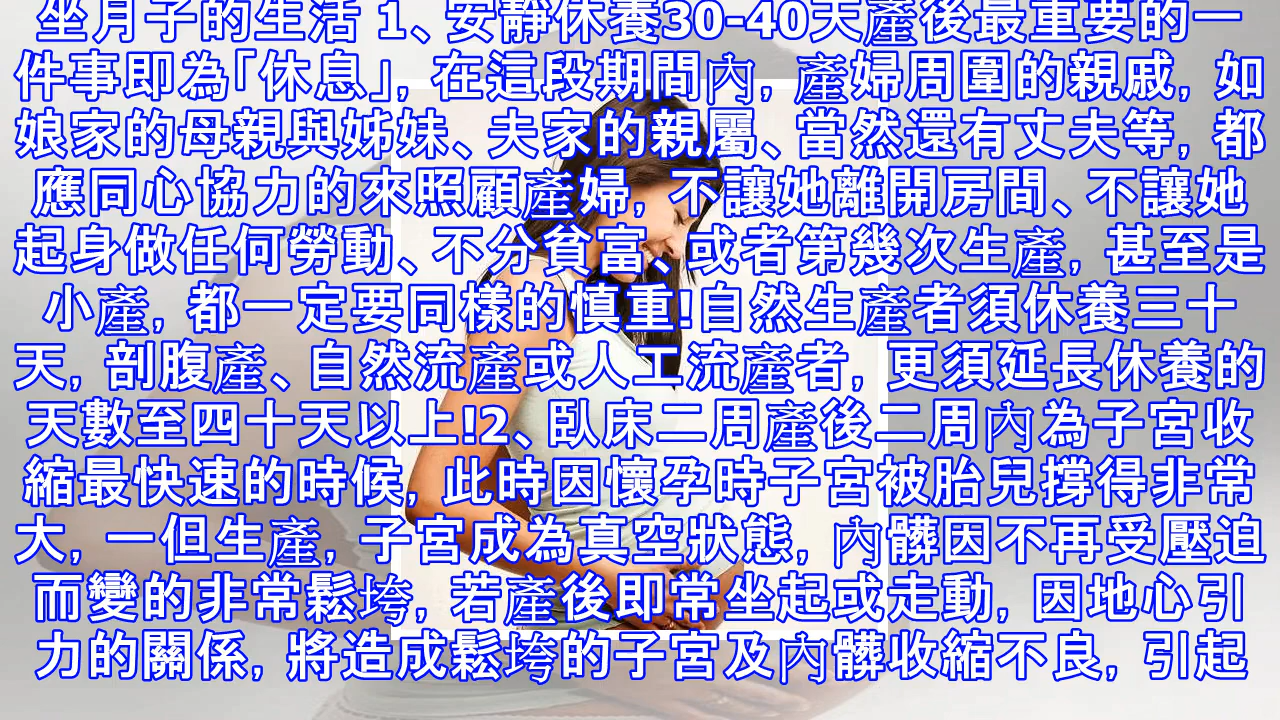 坐月子的生活 1、安靜休養30-40天產後最重要的一
件事即為「休息」, 在這段期間內, 產婦周圍的親戚, 如
娘家的母親與姊妹、夫家的親屬、當然還有丈夫等, 都
應同心協力的來照顧產婦, 不讓她離開房間、不讓她
起身做任何勞動、不分貧富、或者第幾次生產, 甚至是
小產, 都一定要同樣的慎重!自然生產者須休養三十
天, 剖腹產、自然流產或人工流產者, 更須延長休養的
天數至四十天以上!2、臥床二周產後二周內為子宮收
縮最快速的時候, 此時因懷孕時子宮被胎兒撐得非常
大, 一但生產, 子宮成為真空狀態, 內髒因不再受壓迫
而變的非常鬆垮, 若產後即常坐起或走動, 因地心引
力的關係, 將造成鬆垮的子宮及內髒收縮不良, 引起